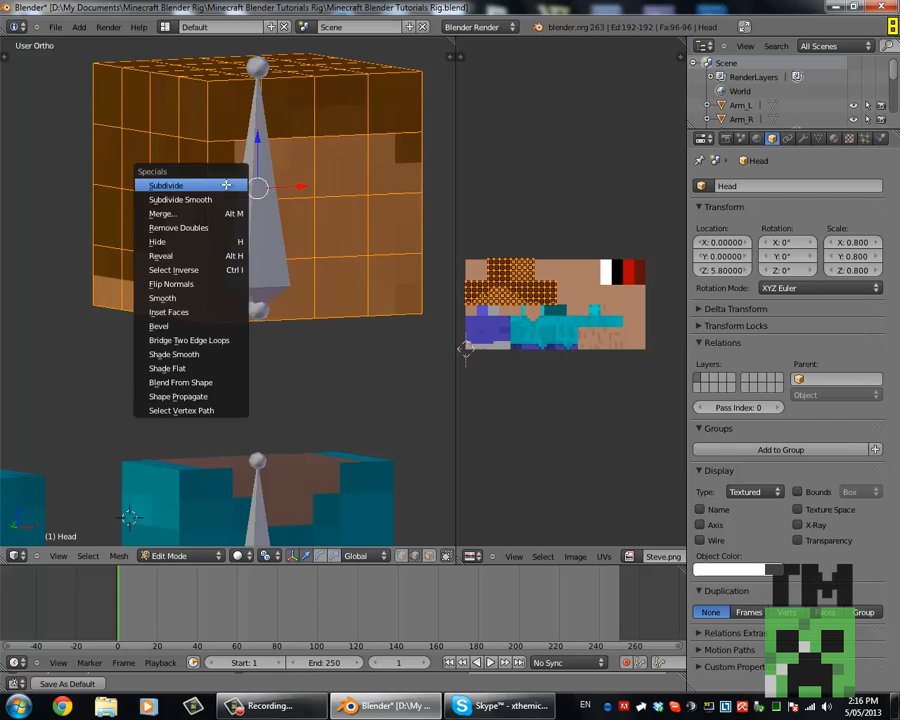 Blender* [D:\My Documents\Minecraft Blender Rig\Minecraft Blender Tutorials\Minecraft Blender Tutorials Rig.blend]
File Add Render Help Default Scene Blender Render blender.org 263 | Ed:192-192 | Fa:96-96 | Head
User Ortho
View Search All Scenes
Scene
RenderLayers
World
Arm_L
Arm_R
Head
Head
Transform
Location: Rotation: Scale:
X: 0.00000 X: 0° X: 0.800
Y: 0.00000 Y: 0° Y: 0.800
Z: 5.80000 Z: 0° Z: 0.800
Rotation Mode: XYZ Euler
Delta Transform
Transform Locks
Relations
Layers: Parent:
Object
Pass Index: 0
Groups
Add to Group
Display
Type: Textured Bounds Box
Name Texture Space
Axis X-Ray
Wire Transparency
Object Color:
Duplication
None Frames Verts Faces Group
Relations Extra
Motion Paths
Custom Proper
Specials
Subdivide
Subdivide Smooth
Merge... Alt M
Remove Doubles
Hide H
Reveal Alt H
Select Inverse Ctrl I
Flip Normals
Smooth
Inset Faces
Bevel
Bridge Two Edge Loops
Shade Smooth
Shade Flat
Blend From Shape
Shape Propagate
Select Vertex Path
(1) Head
View Select Mesh Edit Mode Global
View Select Image UVs Steve.png
-40 -20 0 20 40 60 80 100 120 140 160 180 200 220 240 260 280
View Marker Frame Playback Start: 1 End: 250 1 No Sync
Save As Default
TM
Recording... Blender* [D:\My ... Skype™ - xthemic... EN 2:16 PM
5/05/2013